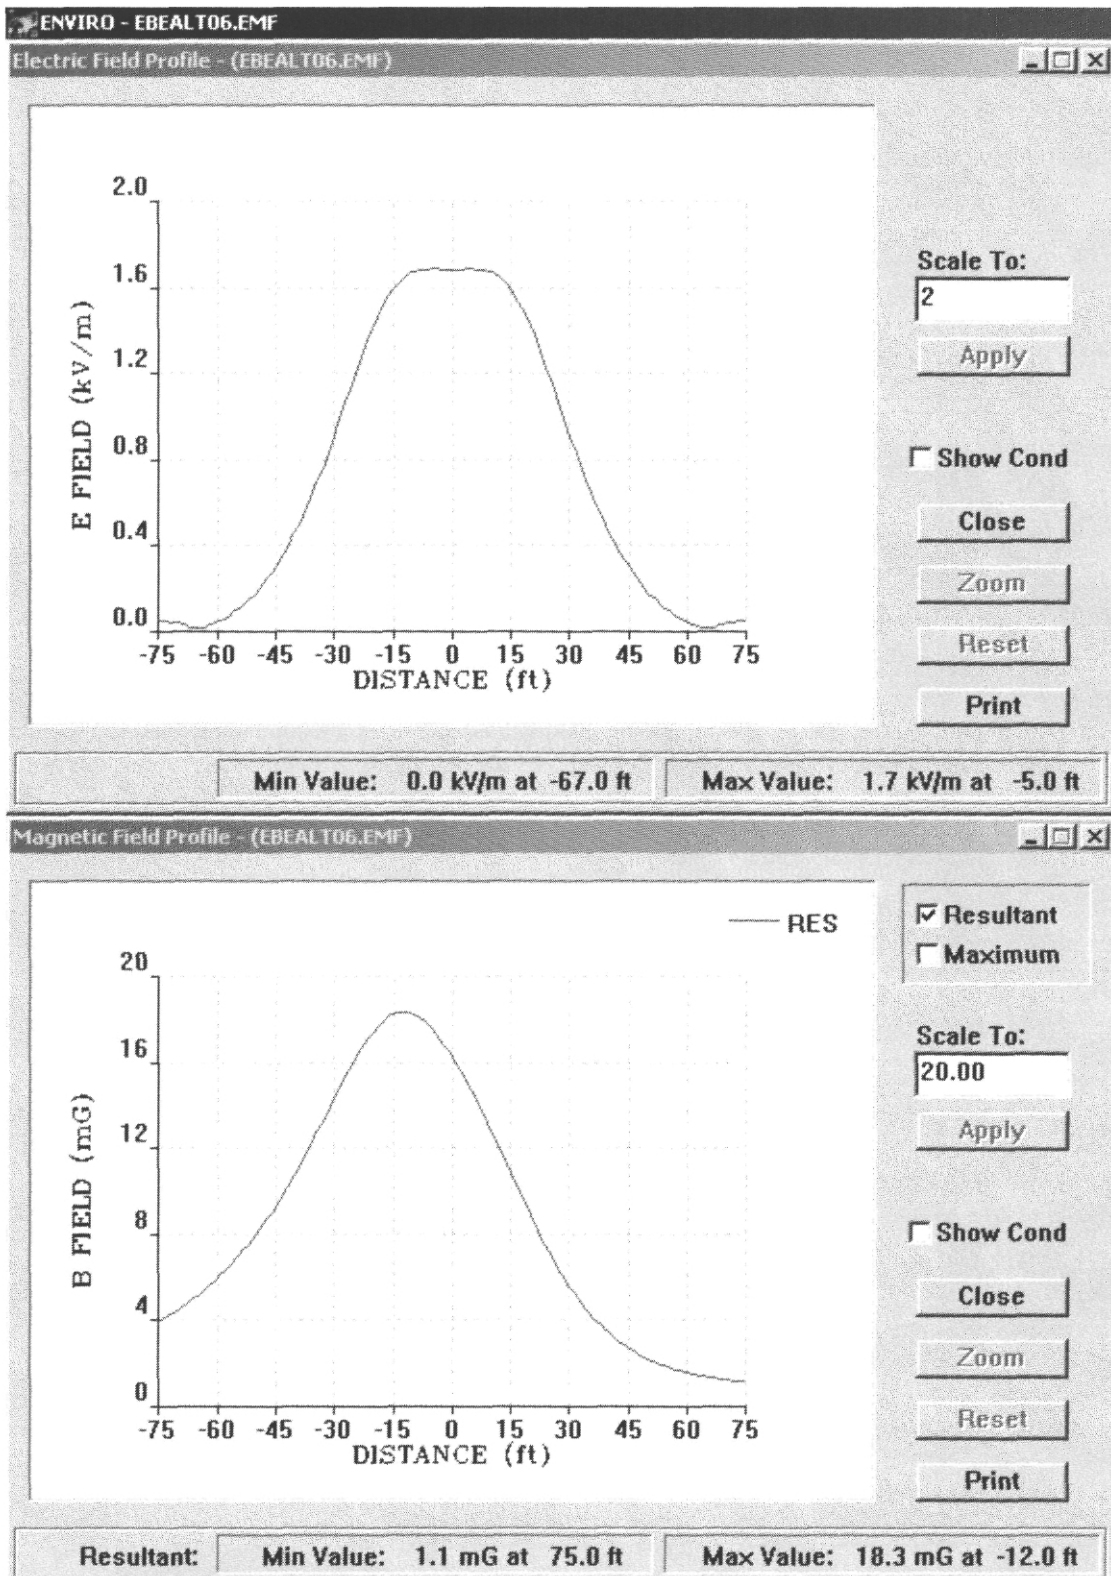 ENVIRO - EBEALT06.EMF
Electric Field Profile - (EBEALT06.EMF)
2.0
1.6
1.2
0.8
0.4
0.0
E FIELD (kV/m)
-75 -60 -45 -30 -15 0 15 30 45 60 75
DISTANCE (ft)
Scale To:
2
Apply
Show Cond
Close
Zoom
Reset
Print
Min Value: 0.0 kV/m at -67.0 ft Max Value: 1.7 kV/m at -5.0 ft
Magnetic Field Profile - (EBEALT06.EMF)
RES
20
16
12
8
4
0
B FIELD (mG)
-75 -60 -45 -30 -15 0 15 30 45 60 75
DISTANCE (ft)
Resultant
Maximum
Scale To:
20.00
Apply
Show Cond
Close
Zoom
Reset
Print
Resultant: Min Value: 1.1 mG at 75.0 ft Max Value: 18.3 mG at -12.0 ft